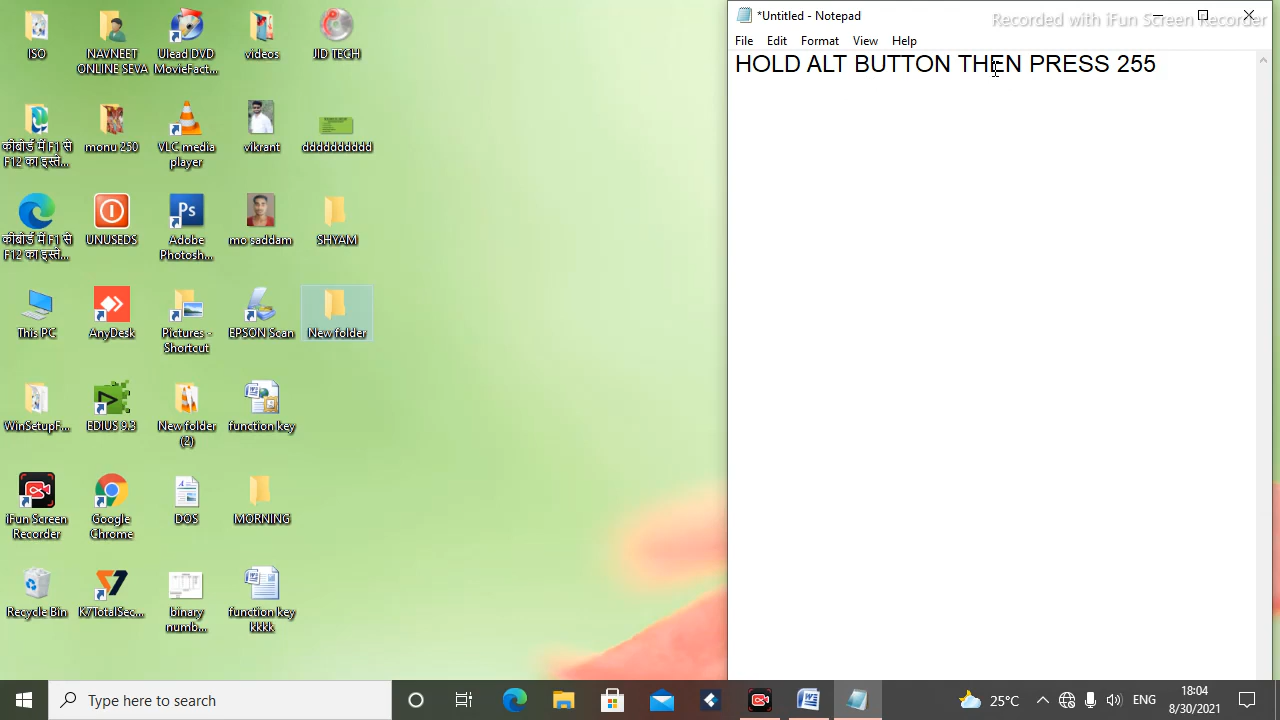 *Untitled - Notepad
Recorded with iFun Screen Recorder
File Edit Format View Help
HOLD ALT BUTTON THEN PRESS 255
ISO
NAVNEET ONLINE SEVA
Ulead DVD MovieFact...
videos
JID TECH
कीबोर्ड में F1 से F12 का इस्ते...
monu 250
VLC media player
vikrant
dddddddddd
कीबोर्ड में F1 से F12 का इस्ते...
UNUSEDS
Ps
Adobe Photosh...
mo saddam
SHYAM
This PC
AnyDesk
Pictures - Shortcut
EPSON Scan
New folder
WinSetupF...
EDIUS 9.3
New folder (2)
function key
iFun Screen Recorder
Google Chrome
DOS
MORNING
Recycle Bin
K7TotalSec...
binary numb...
function key kkkk
Type here to search
25°C
ENG
18:04
8/30/2021